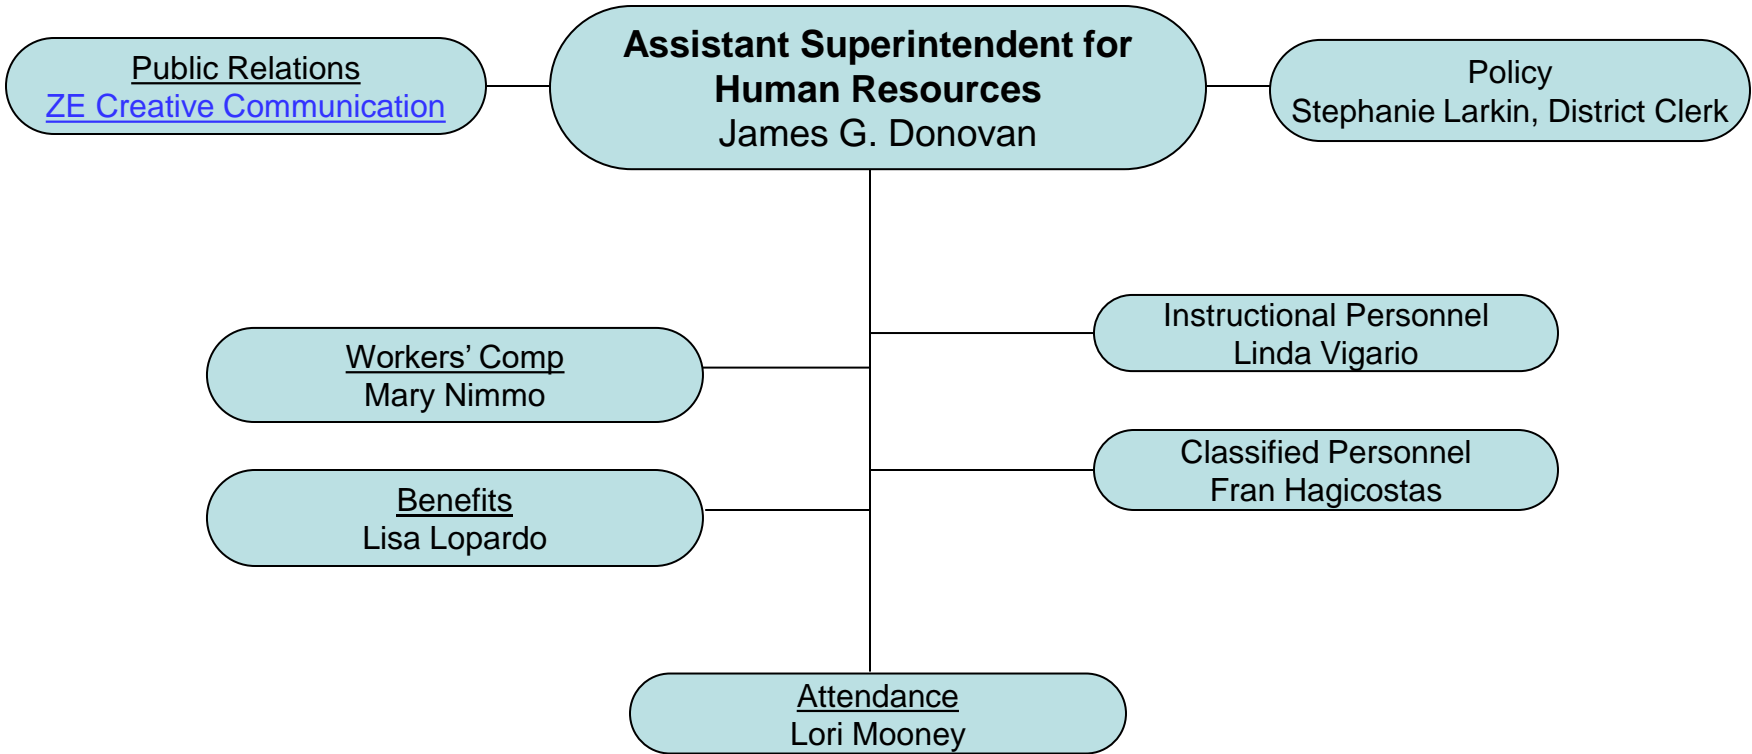 Public Relations
ZE Creative Communication
Assistant Superintendent for
Human Resources
James G. Donovan
Policy
Stephanie Larkin, District Clerk
Workers’ Comp
Mary Nimmo
Instructional Personnel
Linda Vigario
Benefits
Lisa Lopardo
Classified Personnel
Fran Hagicostas
Attendance
Lori Mooney